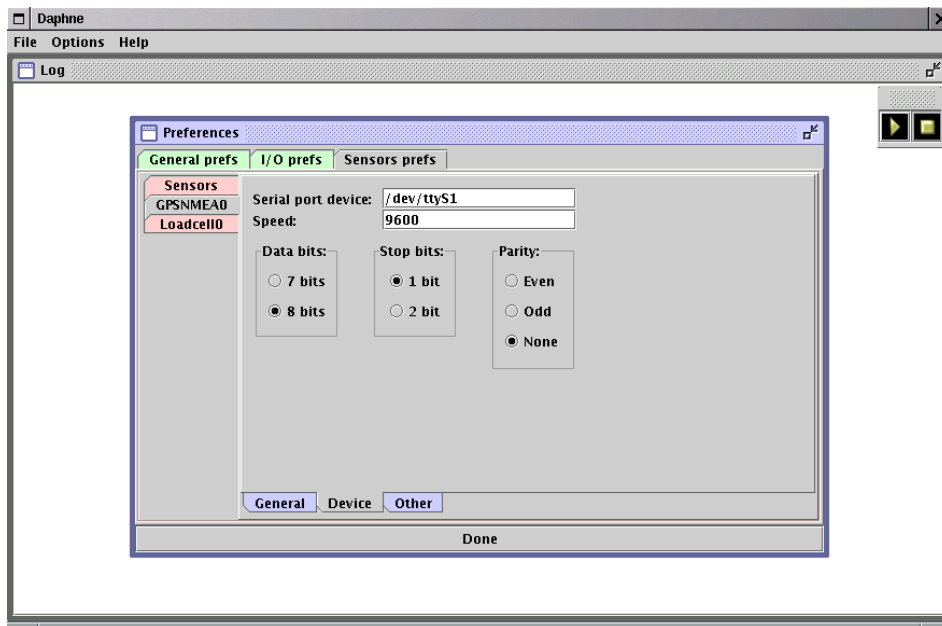 Daphne
File Options Help
Log
Preferences
General prefs I/O prefs Sensors prefs
Sensors
GPSNMEA0
Loadcell0
Serial port device: /dev/ttyS1
Speed: 9600
Data bits: Stop bits: Parity:
7 bits 1 bit Even
8 bits 2 bit Odd
None
General Device Other
Done